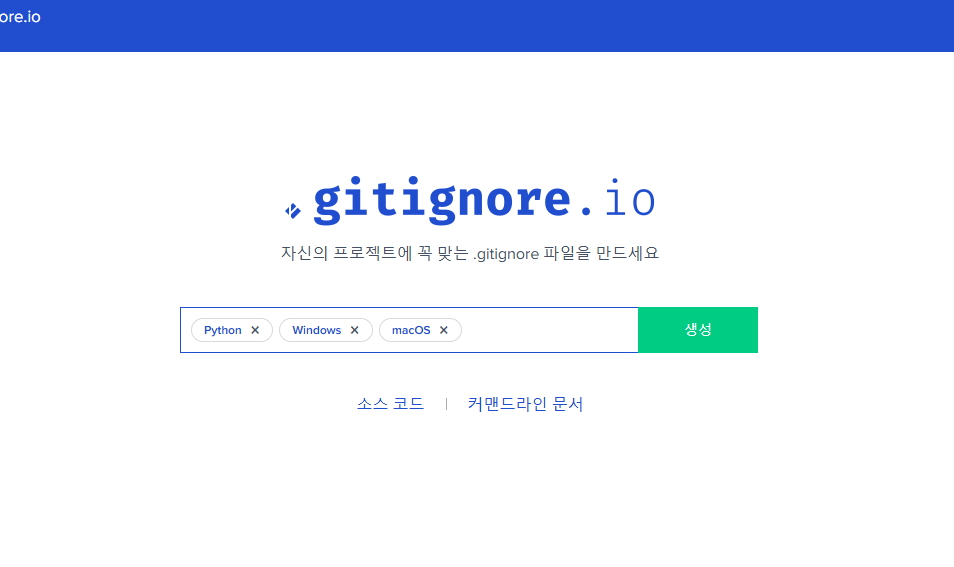 ore.io
.gitignore.io
자신의 프로젝트에 꼭 맞는 .gitignore 파일을 만드세요
Python × Windows × macOS × 생성
소스 코드 | 커맨드라인 문서